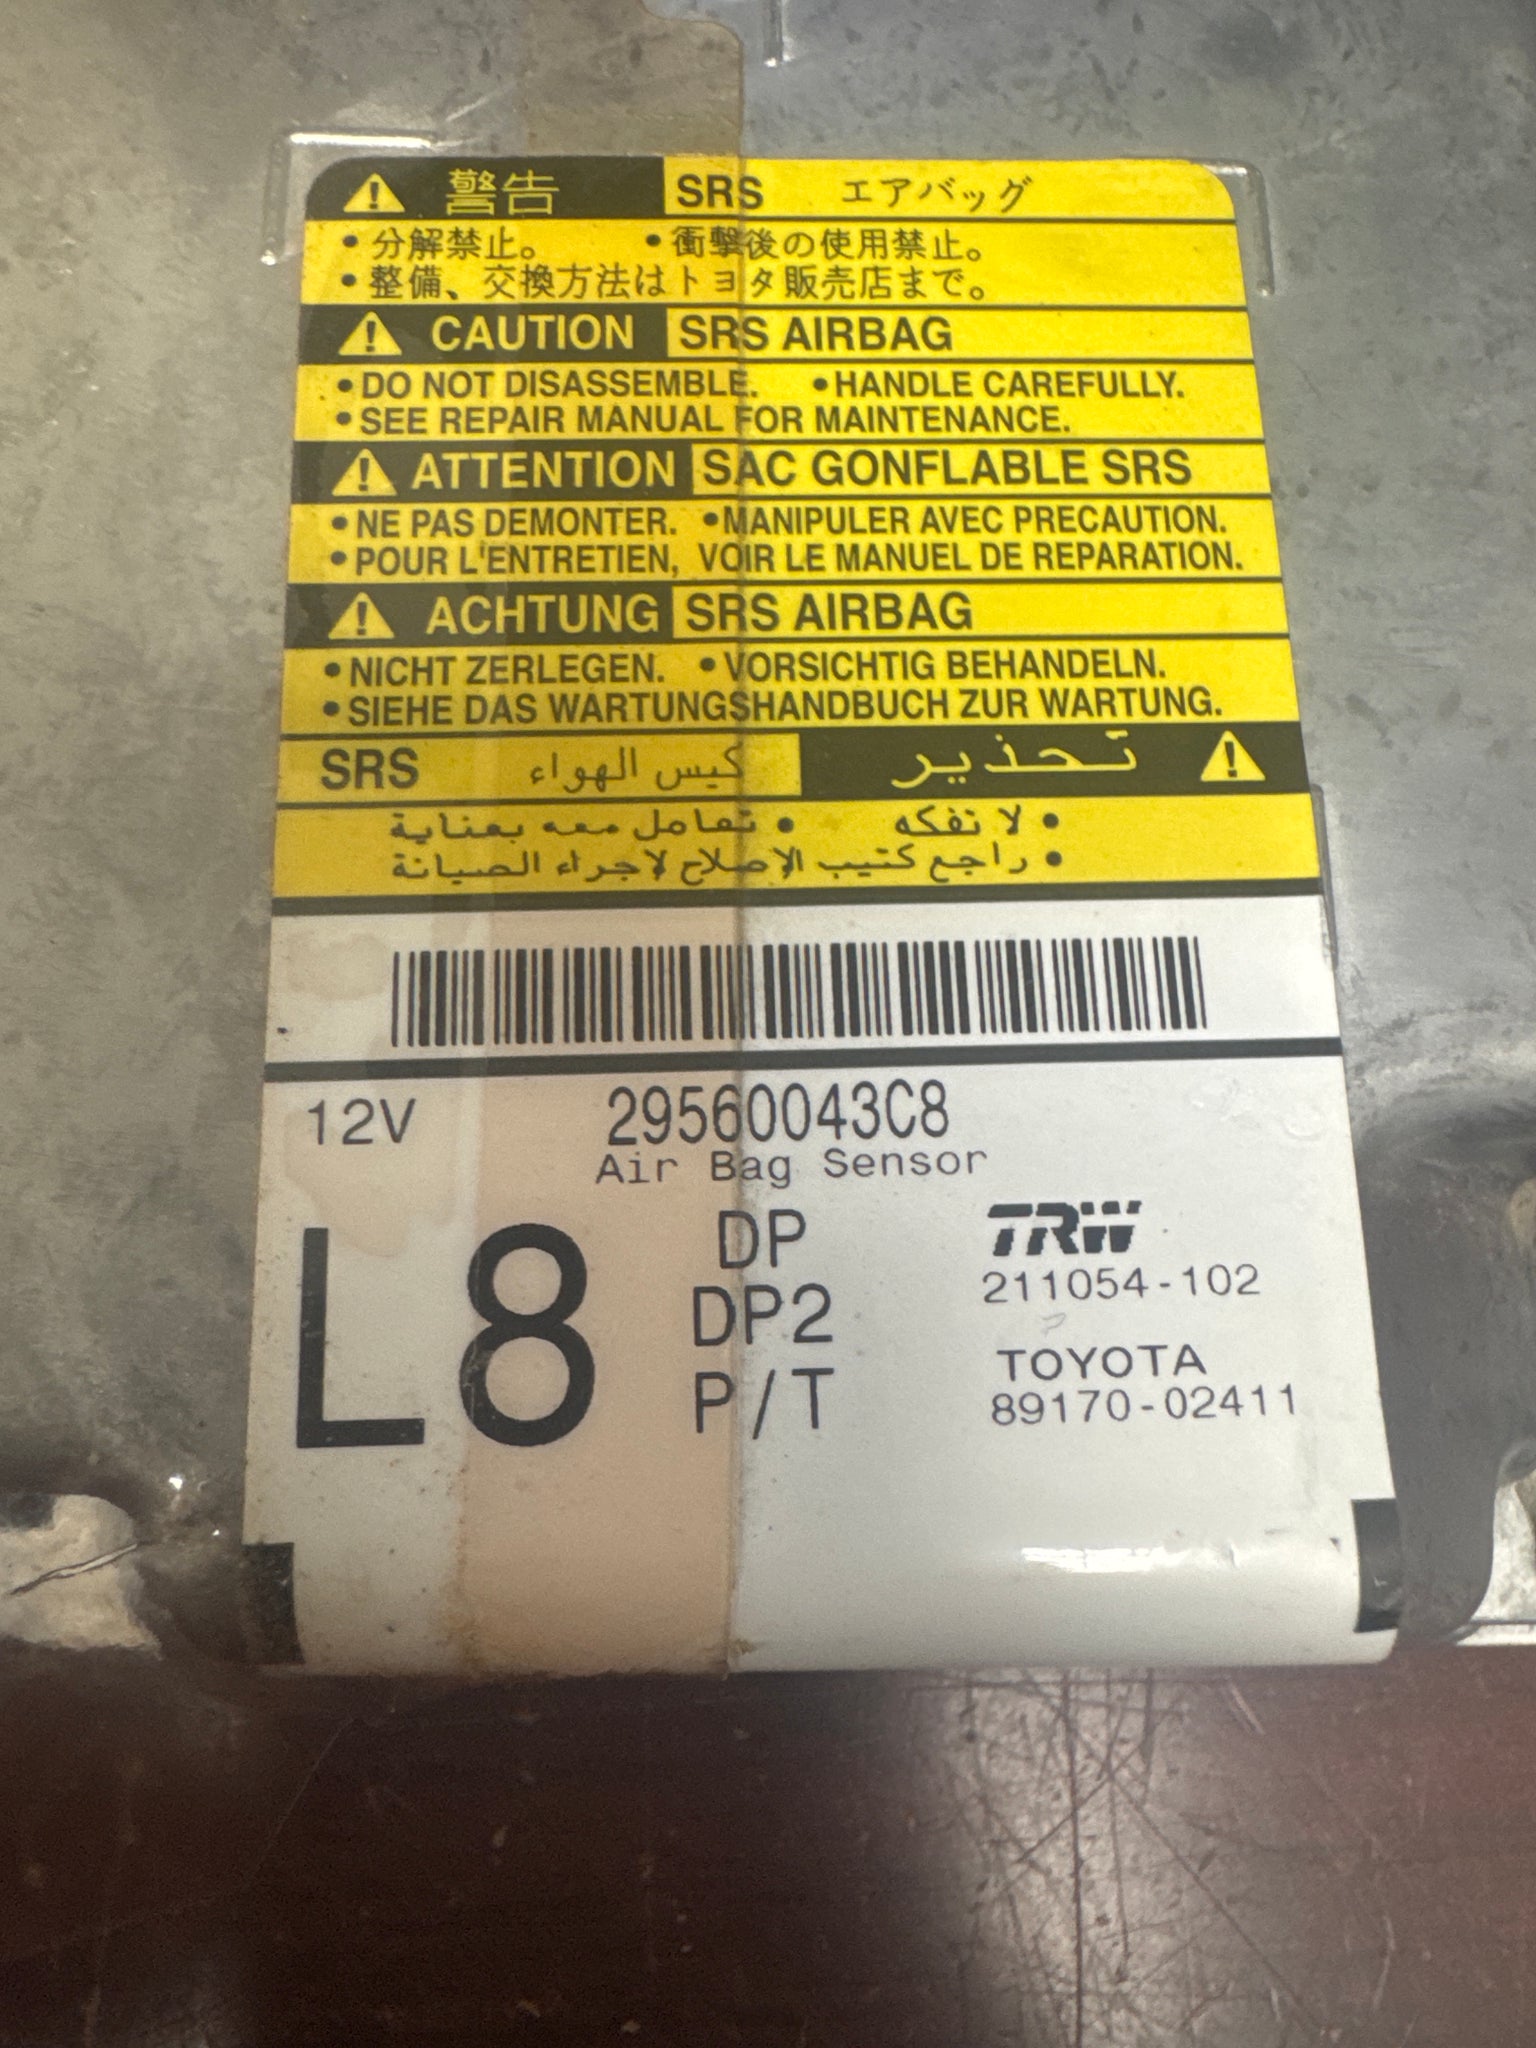 ⚠ 警告 SRS エアバッグ
•分解禁止。 •衝撃後の使用禁止。
•整備、交換方法はトヨタ販売店まで。
⚠ CAUTION SRS AIRBAG
•DO NOT DISASSEMBLE. •HANDLE CAREFULLY.
•SEE REPAIR MANUAL FOR MAINTENANCE.
⚠ ATTENTION SAC GONFLABLE SRS
•NE PAS DEMONTER. •MANIPULER AVEC PRECAUTION.
•POUR L'ENTRETIEN, VOIR LE MANUEL DE REPARATION.
⚠ ACHTUNG SRS AIRBAG
•NICHT ZERLEGEN. •VORSICHTIG BEHANDELN.
•SIEHE DAS WARTUNGSHANDBUCH ZUR WARTUNG.
⚠ تحذير كيس الهواء SRS
• لا تفكه • تعامل معه بعناية
• راجع كتيب الإصلاح لإجراء الصيانة
12V 29560043C8
Air Bag Sensor
L8 DP TRW
DP2 211054-102
P/T TOYOTA
89170-02411